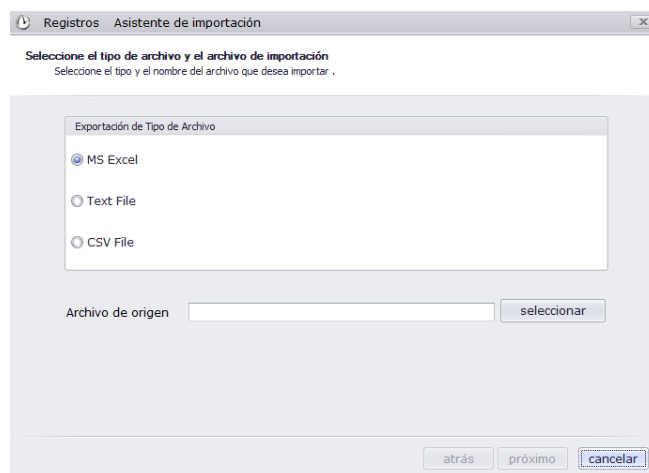 Registros Asistente de importación
Seleccione el tipo de archivo y el archivo de importación
Seleccione el tipo y el nombre del archivo que desea importar .
Exportación de Tipo de Archivo
MS Excel
Text File
CSV File
Archivo de origen seleccionar
atrás próximo cancelar